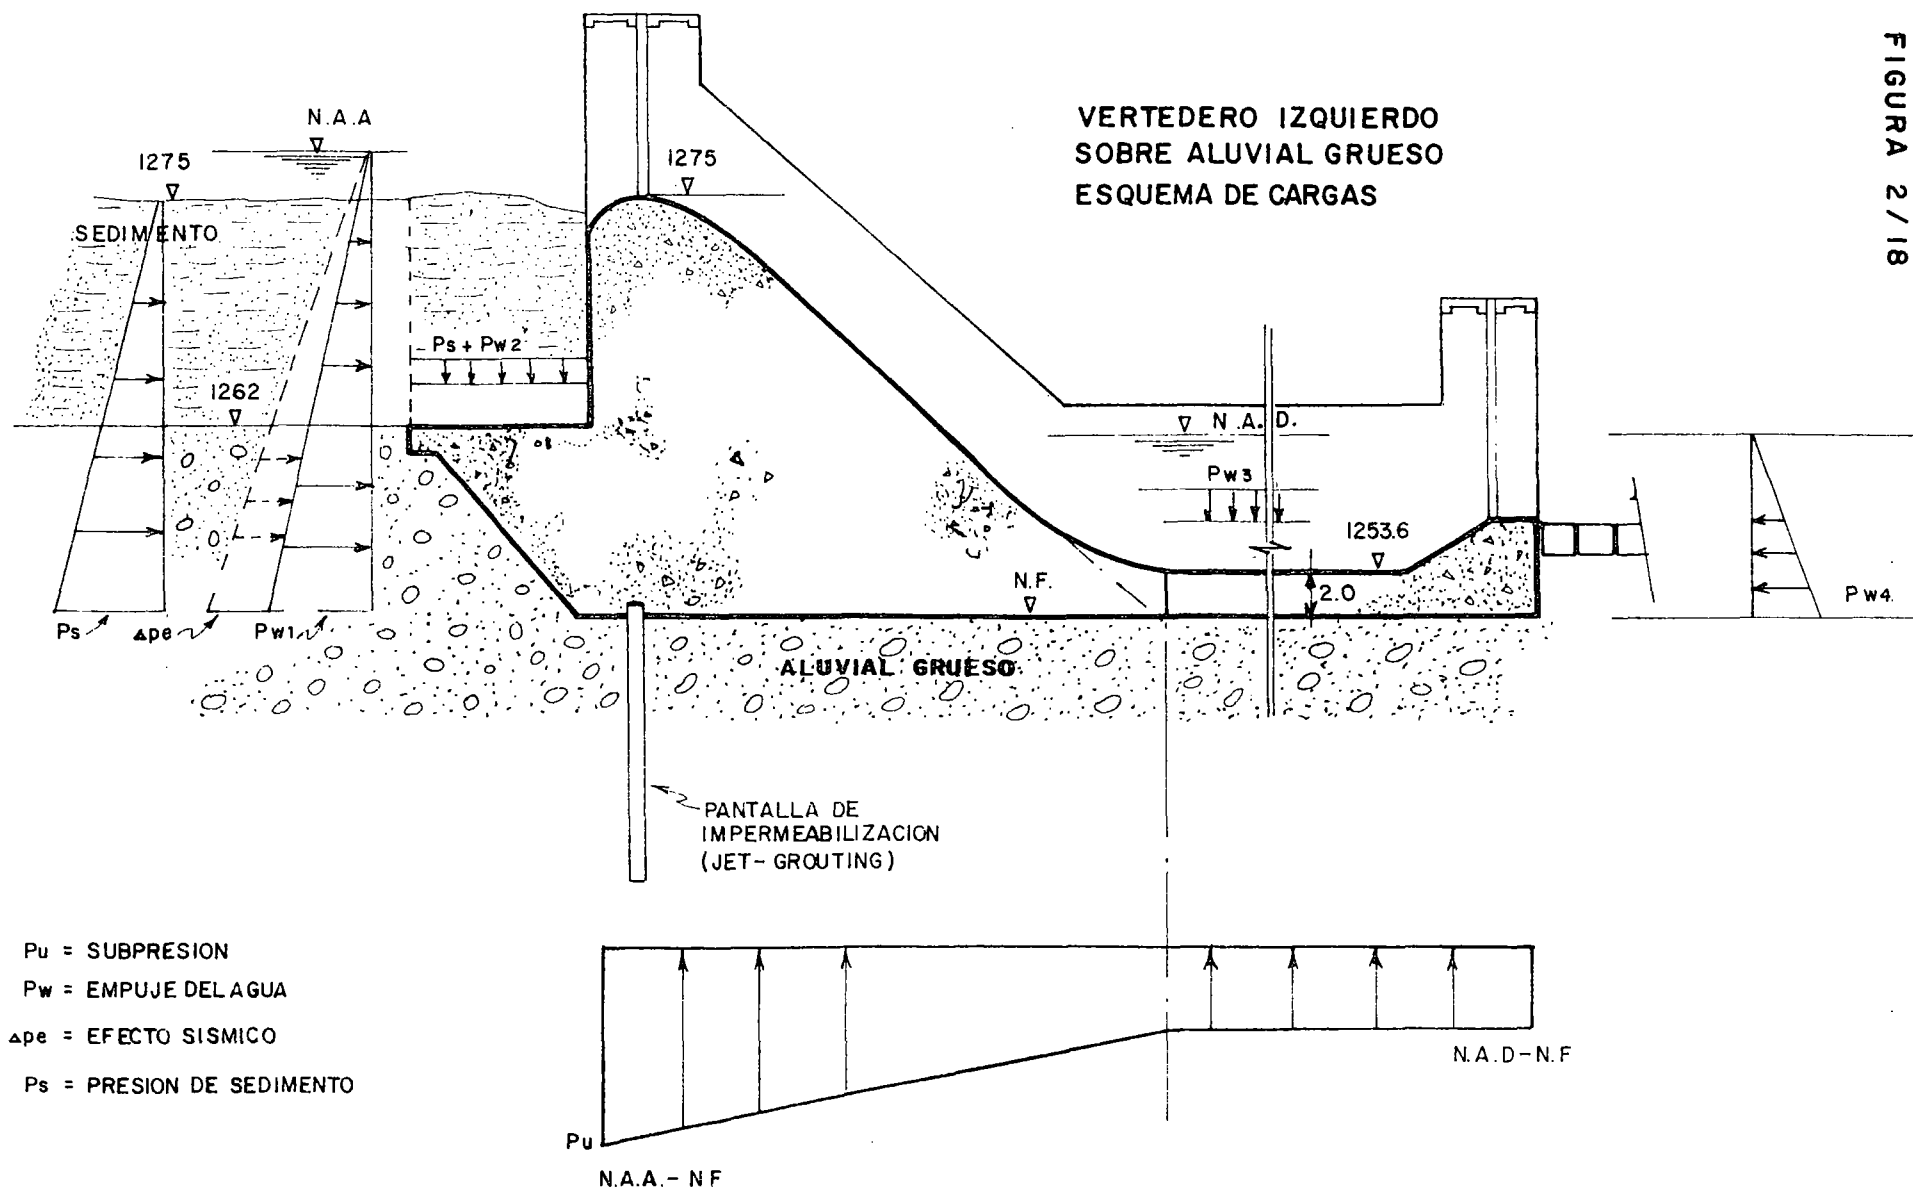 FIGURA 2/18
VERTEDERO IZQUIERDO
SOBRE ALUVIAL GRUESO
ESQUEMA DE CARGAS
N.A.A
1275
1275
SEDIMENTO
Ps + Pw2
1262
N.A.D.
Pw3
1253.6
N.F.
2.0
Ps
Δpe
Pw1
Pw4
ALUVIAL GRUESO
PANTALLA DE
IMPERMEABILIZACION
(JET-GROUTING)
Pu = SUBPRESION
Pw = EMPUJE DEL AGUA
Δpe = EFECTO SISMICO
Ps = PRESION DE SEDIMENTO
N.A.D-N.F
Pu
N.A.A.-NF